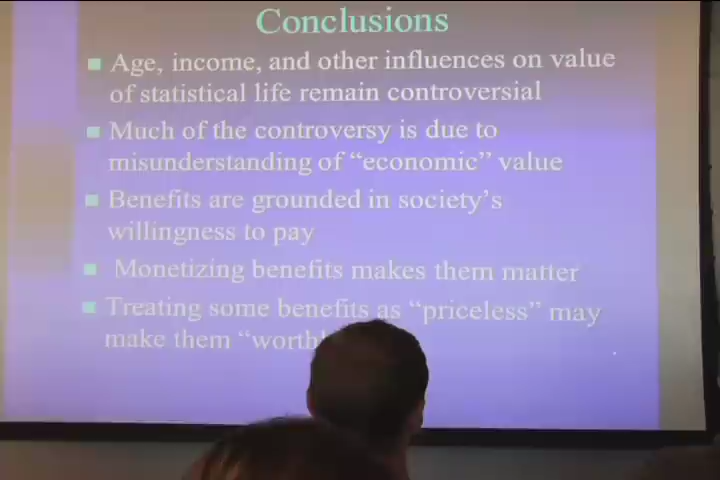 Conclusions
Age, income, and other influences on value
of statistical life remain controversial
Much of the controversy is due to
misunderstanding of “economic” value
Benefits are grounded in society’s
willingness to pay
Monetizing benefits makes them matter
Treating some benefits as “priceless” may
make them